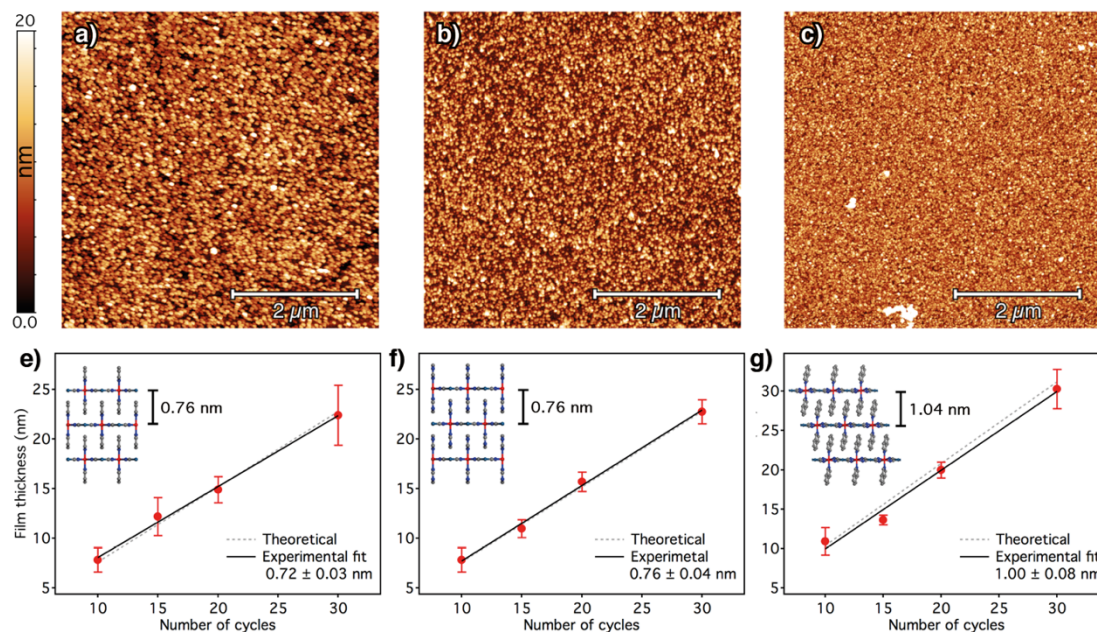 20
nm
0.0
a)
2 µm
b)
2 µm
c)
2 µm
e)
Film thickness (nm)
25
20
15
10
5
0.76 nm
Theoretical
Experimental fit
0.72 ± 0.03 nm
10 15 20 30
Number of cycles
f)
25
20
15
10
5
0.76 nm
Theoretical
Experimetal
0.76 ± 0.04 nm
10 15 20 30
Number of cycles
g)
30
25
20
15
10
5
1.04 nm
Theoretical
Experimental fit
1.00 ± 0.08 nm
10 15 20 30
Number of cycles